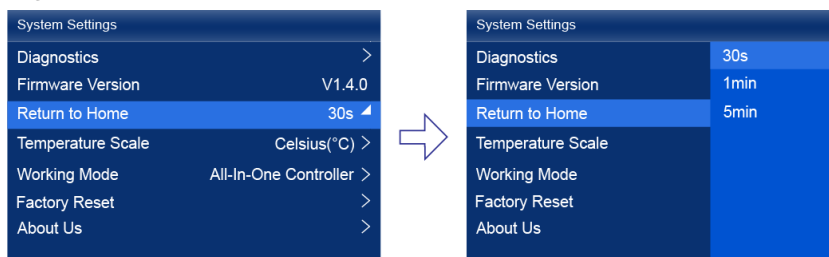 System Settings
Diagnostics >
Firmware Version V1.4.0
Return to Home 30s
Temperature Scale Celsius(°C) >
Working Mode All-In-One Controller >
Factory Reset >
About Us >
System Settings
Diagnostics 30s
Firmware Version 1min
Return to Home 5min
Temperature Scale
Working Mode
Factory Reset
About Us